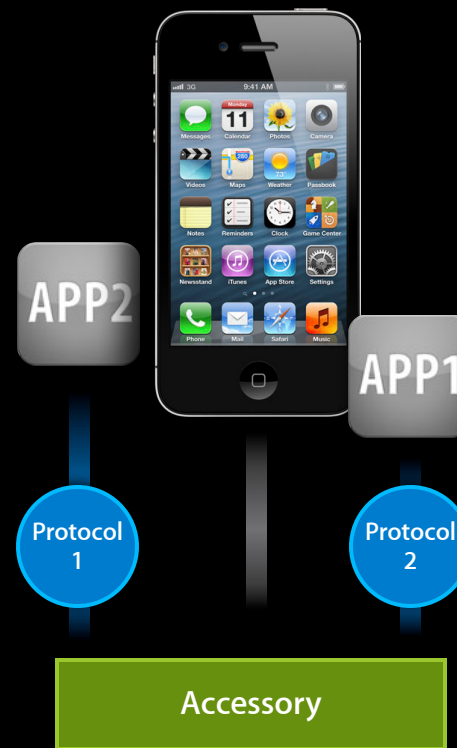 3G 9:41 AM
Monday
11
280
73°
Messages Calendar Photos Camera
Videos Maps Weather Passbook
Notes Reminders Clock Game Center
Newsstand iTunes App Store Settings
Phone Mail Safari Music
APP2
APP1
Protocol
1
Protocol
2
Accessory